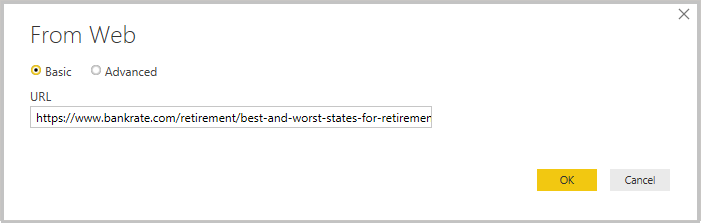 From Web
Basic Advanced
URL
https://www.bankrate.com/retirement/best-and-worst-states-for-retiremen
OK Cancel